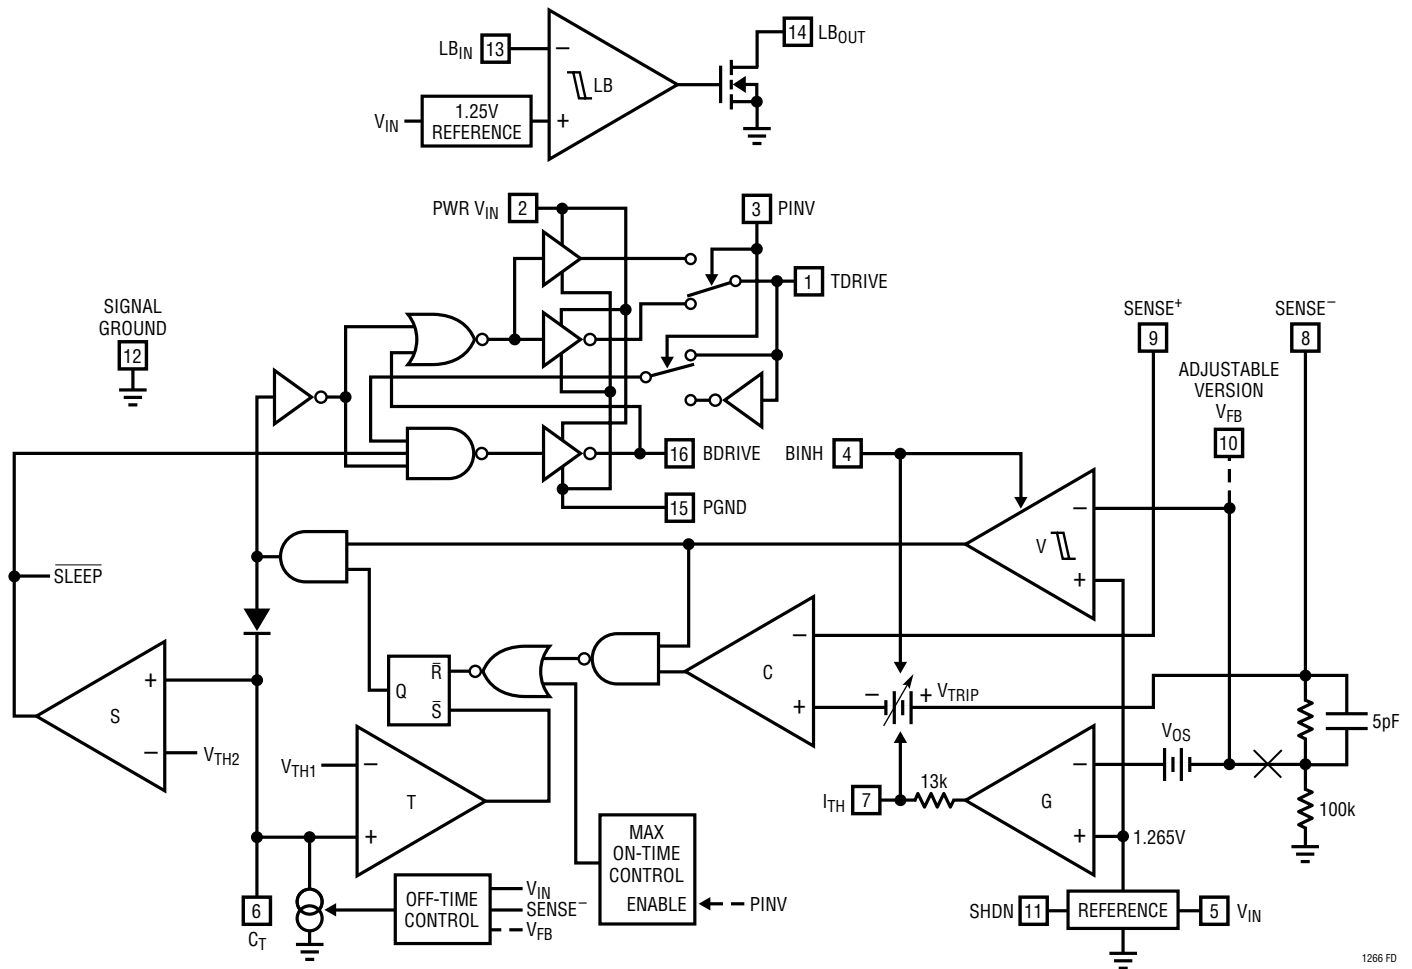 14 LBOUT
LBIN 13
−
LB
+
VIN
1.25V
REFERENCE
PWR VIN 2
3 PINV
1 TDRIVE
SIGNAL
GROUND
12
SENSE+
9
SENSE−
8
ADJUSTABLE
VERSION
VFB
10
16 BDRIVE
BINH 4
15 PGND
−
V
+
SLEEP
−
C
+
− + VTRIP
R
Q
S
+
S
−
VTH2
VTH1
−
T
+
5pF
VOS
−
G
+
13k
ITH 7
100k
1.265V
MAX
ON-TIME
CONTROL
ENABLE
PINV
6
CT
OFF-TIME
CONTROL
VIN
SENSE−
VFB
SHDN 11
REFERENCE
5 VIN
1266 FD